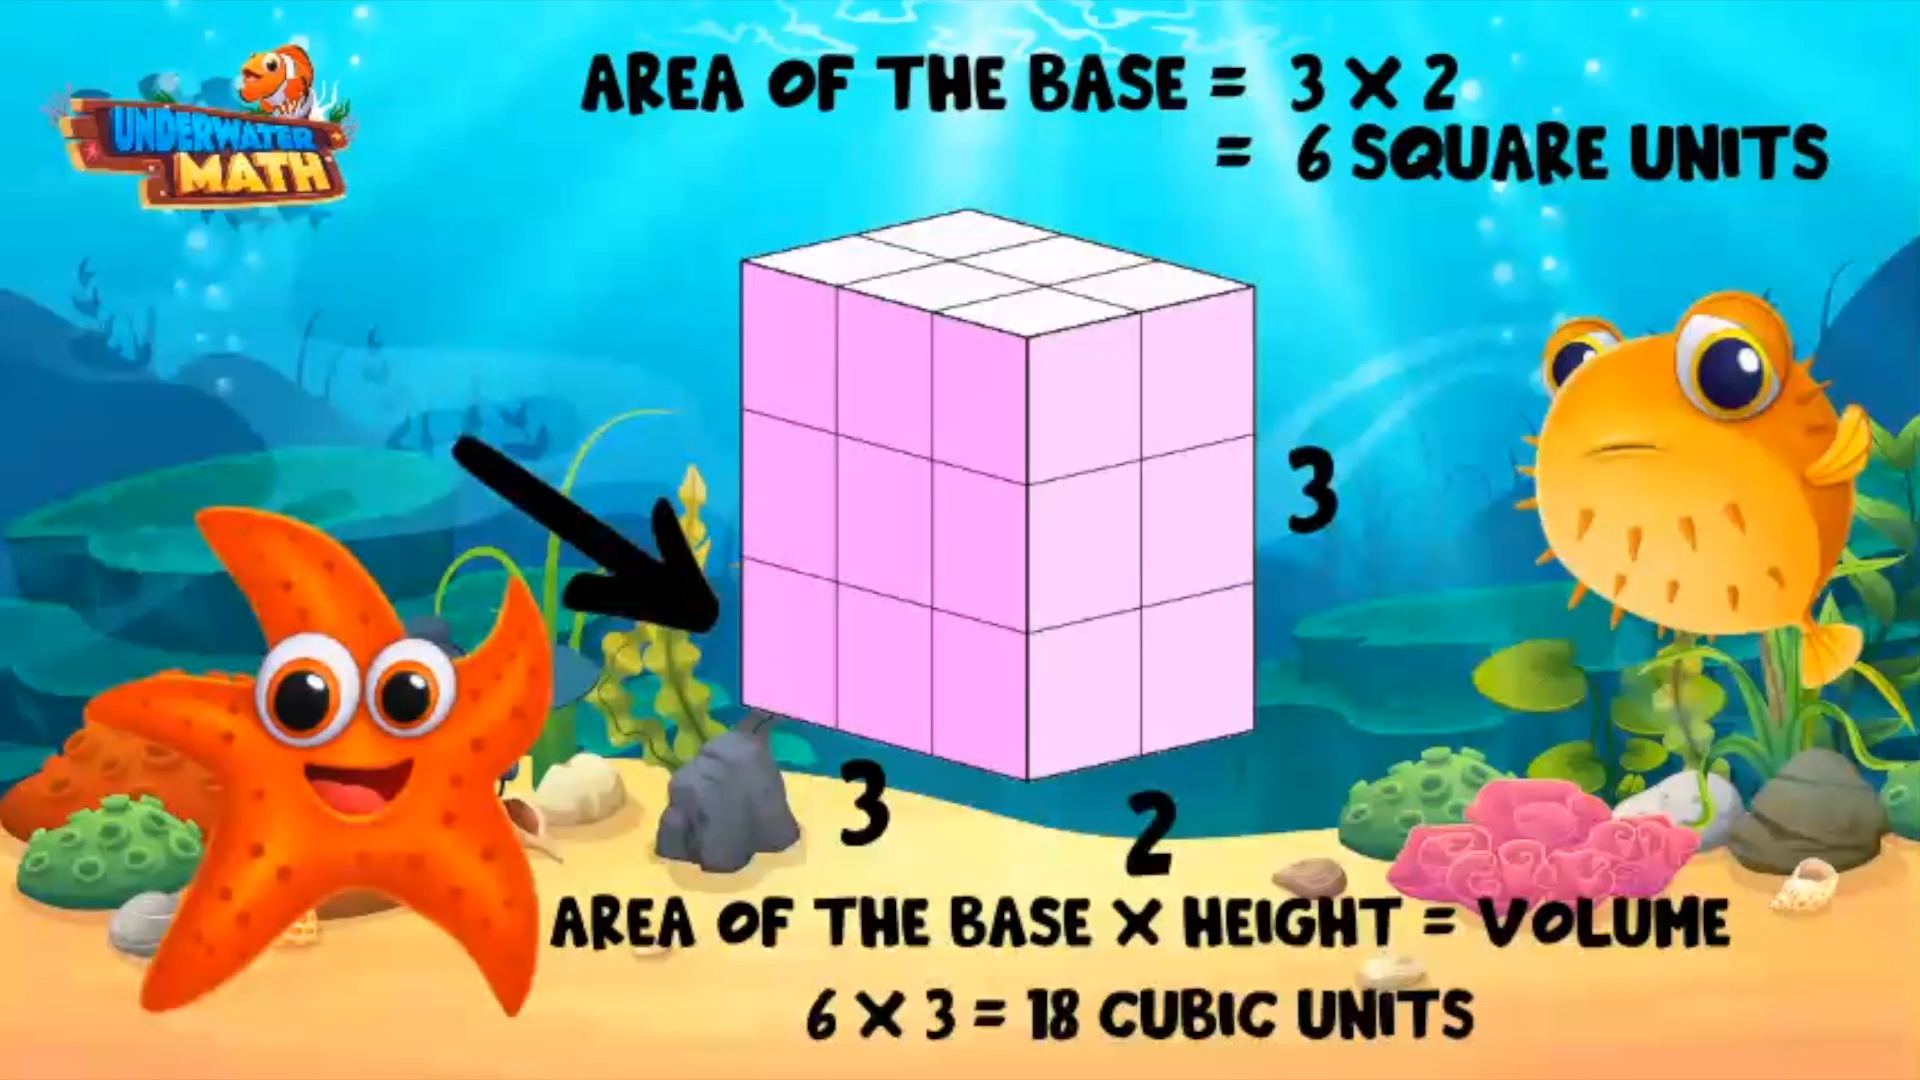 UNDERWATER
MATH
AREA OF THE BASE = 3 X 2
= 6 SQUARE UNITS
3
3
2
AREA OF THE BASE X HEIGHT = VOLUME
6 X 3 = 18 CUBIC UNITS